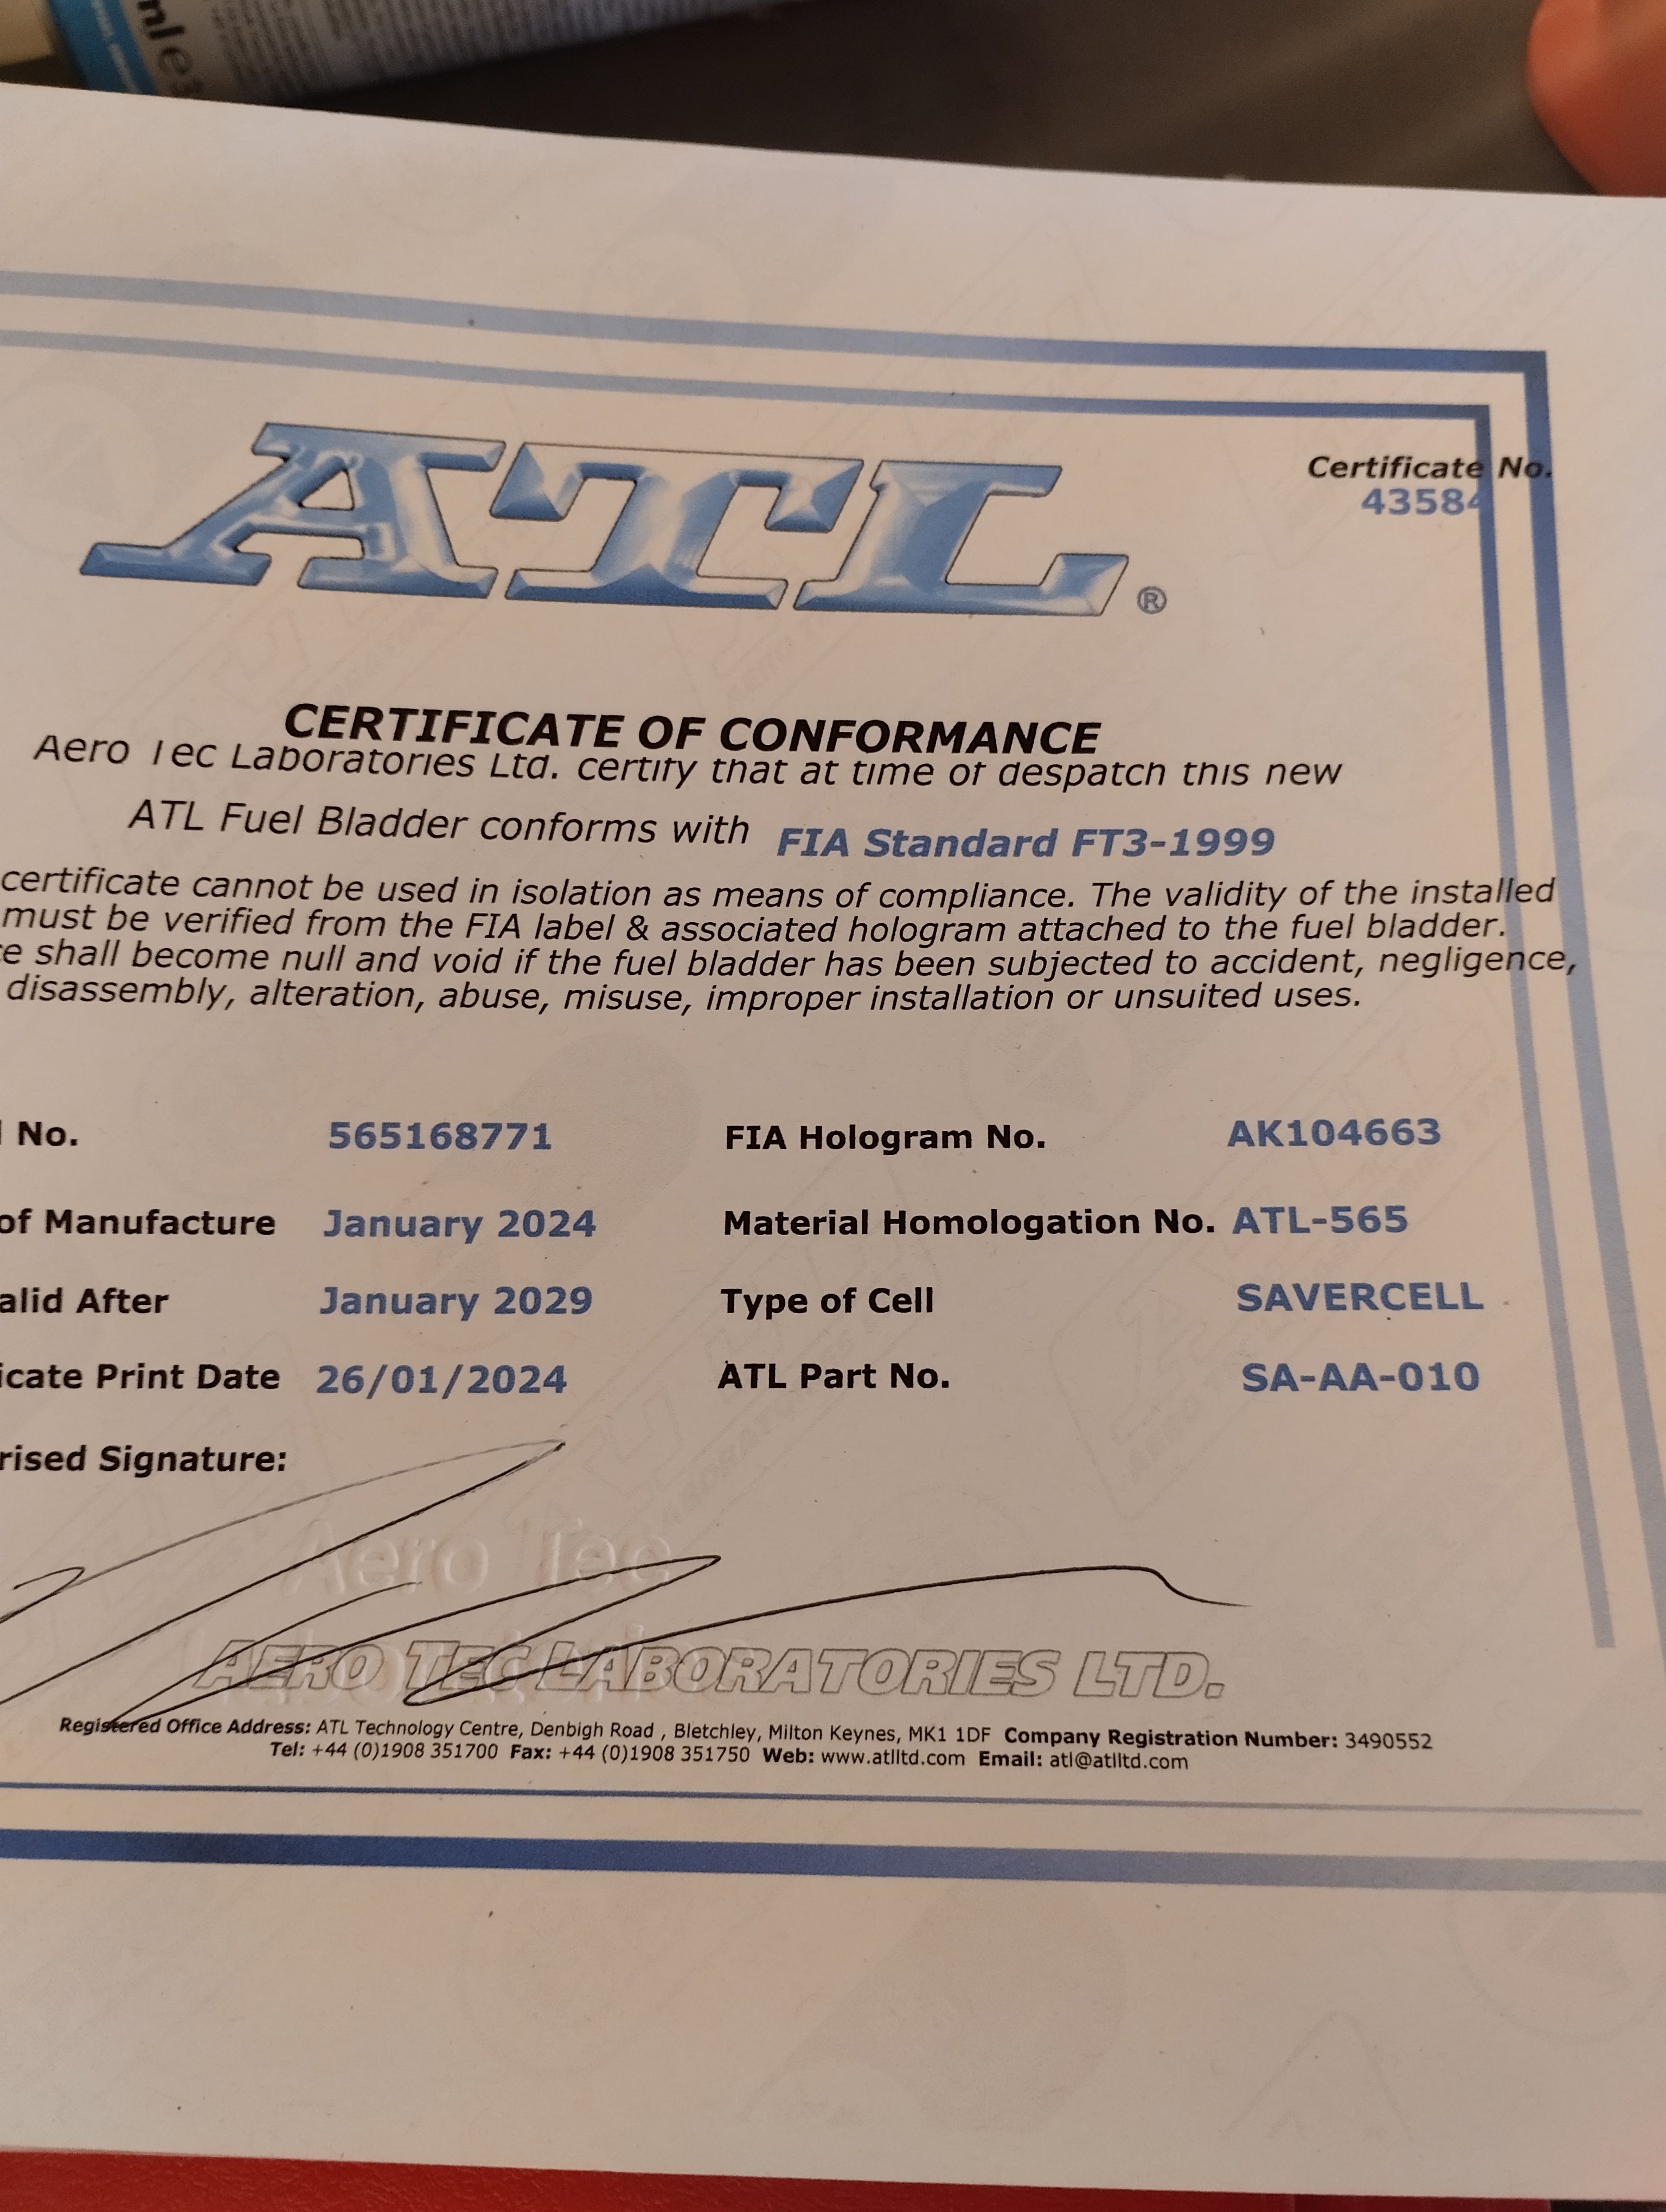 ATL®
Certificate No.
43584
CERTIFICATE OF CONFORMANCE
Aero Tec Laboratories Ltd. certify that at time of despatch this new
ATL Fuel Bladder conforms with FIA Standard FT3-1999
certificate cannot be used in isolation as means of compliance. The validity of the installed
must be verified from the FIA label & associated hologram attached to the fuel bladder.
shall become null and void if the fuel bladder has been subjected to accident, negligence,
disassembly, alteration, abuse, misuse, improper installation or unsuited uses.
No. 565168771 FIA Hologram No. AK104663
of Manufacture January 2024 Material Homologation No. ATL-565
alid After January 2029 Type of Cell SAVERCELL
icate Print Date 26/01/2024 ATL Part No. SA-AA-010
rised Signature:
Aero Tec
AERO TEC LABORATORIES LTD.
Registered Office Address: ATL Technology Centre, Denbigh Road , Bletchley, Milton Keynes, MK1 1DF Company Registration Number: 3490552
Tel: +44 (0)1908 351700 Fax: +44 (0)1908 351750 Web: www.atlltd.com Email: atl@atlltd.com